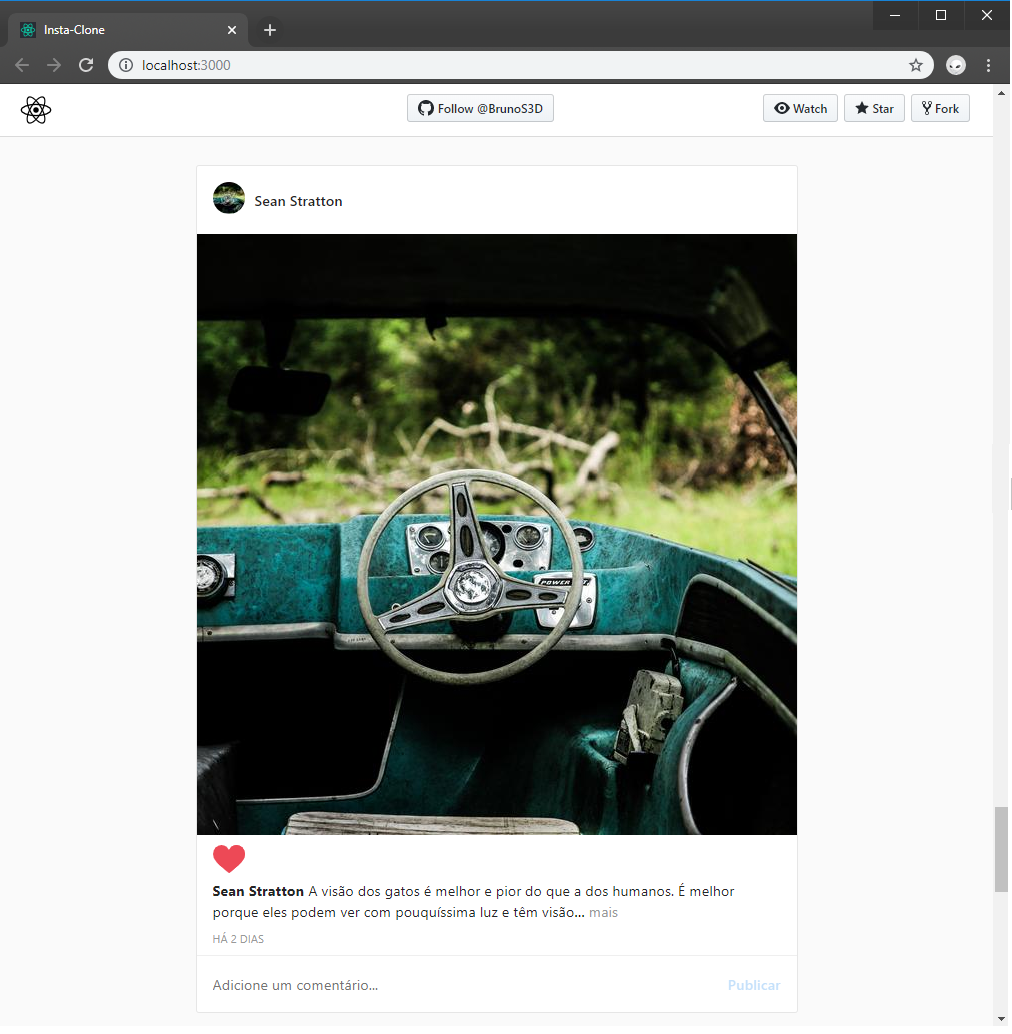 Insta-Clone
localhost:3000
Follow @BrunoS3D
Watch
Star
Fork
Sean Stratton
POWER
Sean Stratton A visão dos gatos é melhor e pior do que a dos humanos. É melhor
porque eles podem ver com pouquíssima luz e têm visão... mais
HÁ 2 DIAS
Adicione um comentário...
Publicar